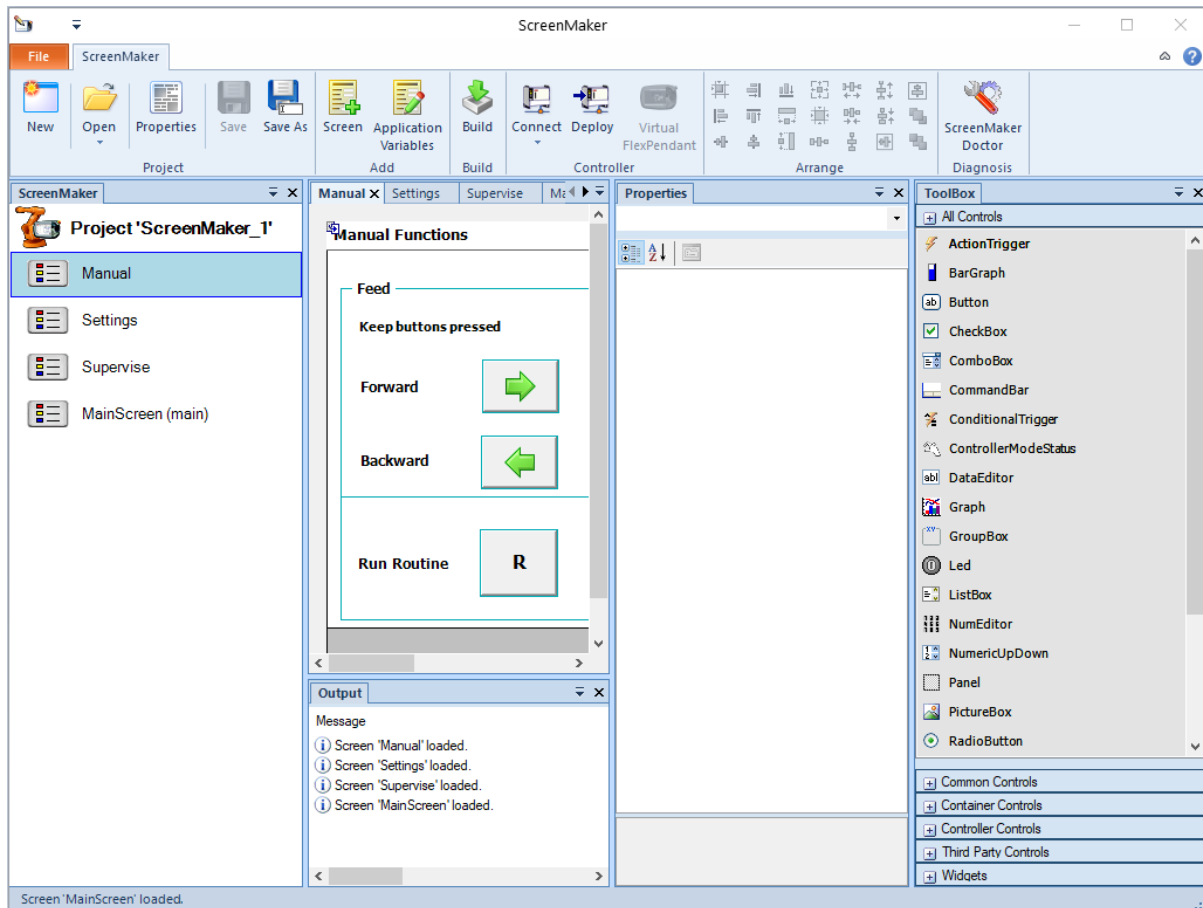 ScreenMaker
File ScreenMaker
New Open Properties Save Save As Screen Application Variables Build Connect Deploy Virtual FlexPendant ScreenMaker Doctor
Project Add Build Controller Arrange Diagnosis
ScreenMaker
Project 'ScreenMaker_1'
Manual
Settings
Supervise
MainScreen (main)
Manual Settings Supervise Ma
Manual Functions
Feed
Keep buttons pressed
Forward
Backward
Run Routine R
Output
Message
Screen 'Manual' loaded.
Screen 'Settings' loaded.
Screen 'Supervise' loaded.
Screen 'MainScreen' loaded.
Properties
ToolBox
All Controls
ActionTrigger
BarGraph
Button
CheckBox
ComboBox
CommandBar
ConditionalTrigger
ControllerModeStatus
DataEditor
Graph
GroupBox
Led
ListBox
NumEditor
NumericUpDown
Panel
PictureBox
RadioButton
Common Controls
Container Controls
Controller Controls
Third Party Controls
Widgets
Screen 'MainScreen' loaded.